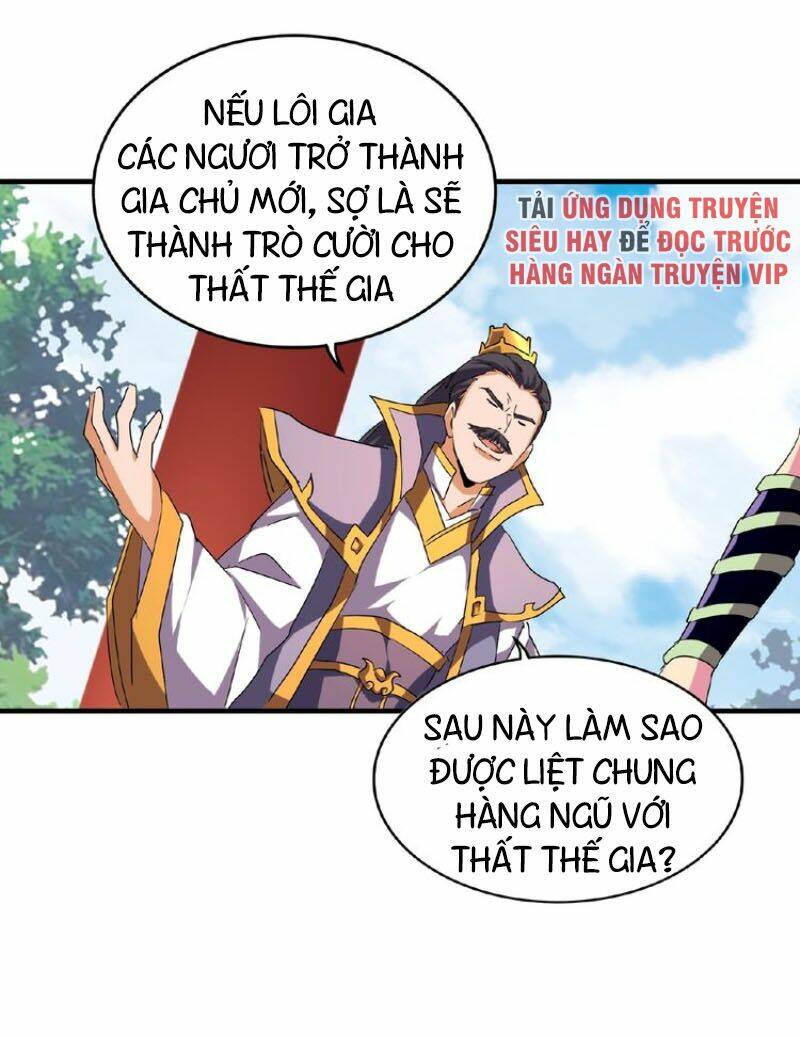 NẾU LÔI GIA
CÁC NGƯƠI TRỞ THÀNH
GIA CHỦ MỚI, SỢ LÀ SẼ
THÀNH TRÒ CƯỜI CHO
THẤT THẾ GIA
TẢI ỨNG DỤNG TRUYỆN
SIÊU HAY ĐỂ ĐỌC TRƯỚC
HÀNG NGÀN TRUYỆN VIP
SAU NÀY LÀM SAO
ĐƯỢC LIỆT CHUNG
HÀNG NGŨ VỚI
THẤT THẾ GIA?